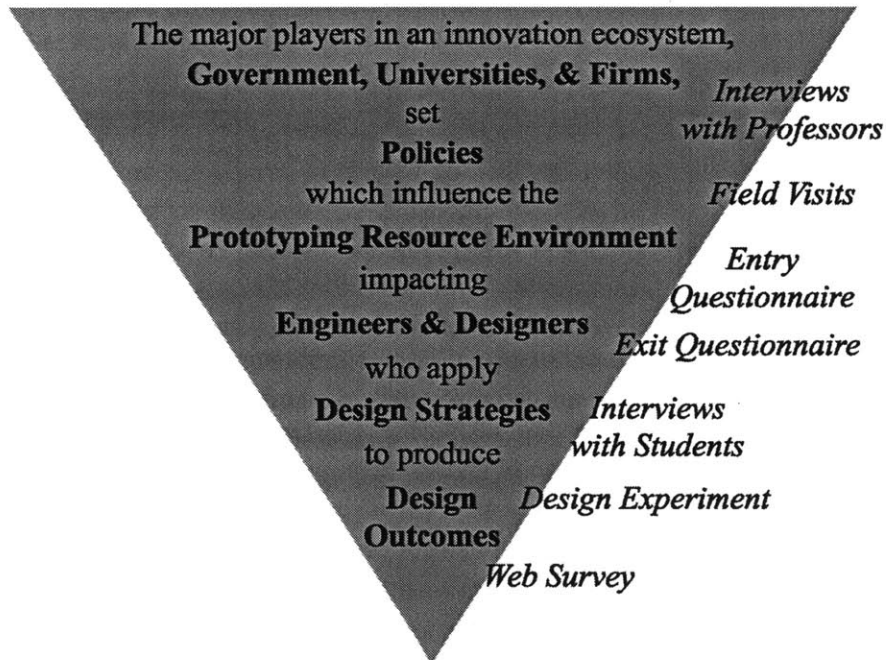 The major players in an innovation ecosystem,
Government, Universities, & Firms,
set
Policies
which influence the
Prototyping Resource Environment
impacting
Engineers & Designers
who apply
Design Strategies
to produce
Design
Outcomes
Interviews
with Professors
Field Visits
Entry
Questionnaire
Exit Questionnaire
Interviews
with Students
Design Experiment
Web Survey